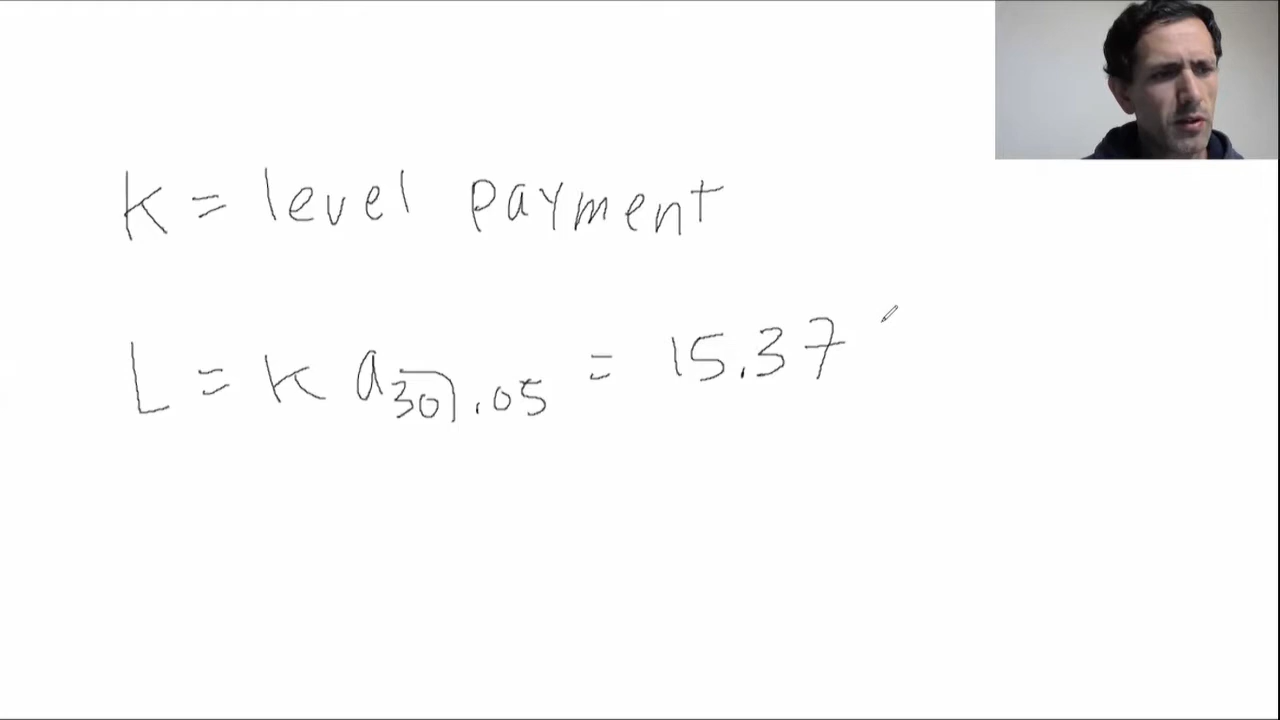 K = level payment
L = K a30⌉.05 = 15.37